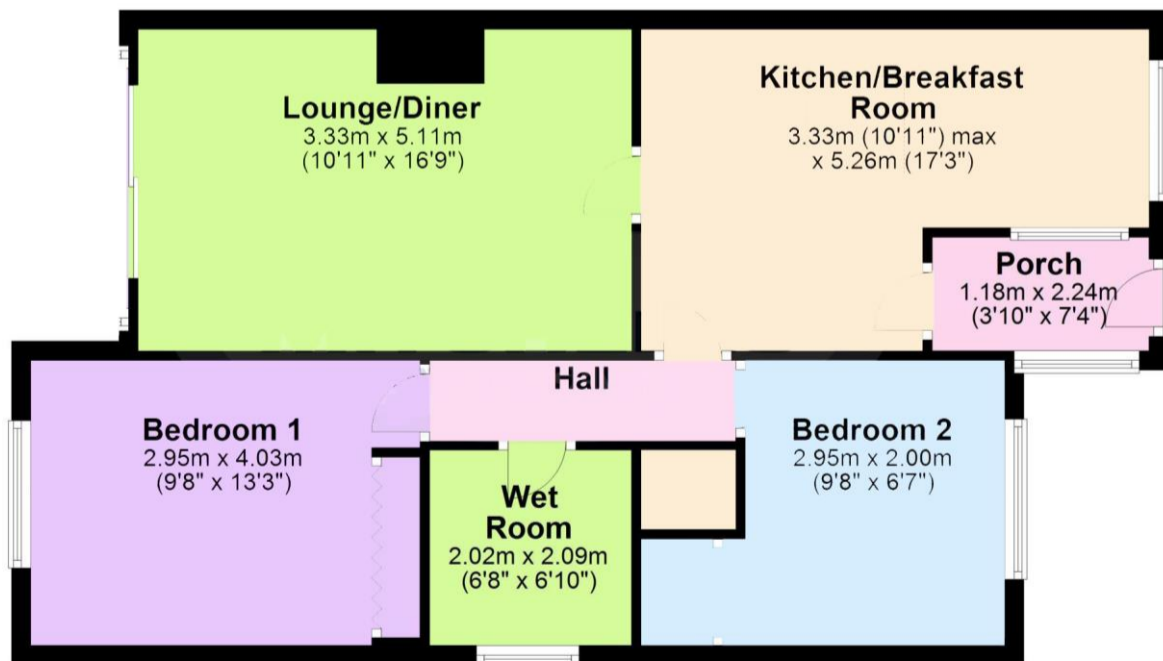 Lounge/Diner
3.33m x 5.11m
(10'11" x 16'9")
Kitchen/Breakfast
Room
3.33m (10'11") max
x 5.26m (17'3")
Porch
1.18m x 2.24m
(3'10" x 7'4")
Hall
Bedroom 1
2.95m x 4.03m
(9'8" x 13'3")
Wet
Room
2.02m x 2.09m
(6'8" x 6'10")
Bedroom 2
2.95m x 2.00m
(9'8" x 6'7")